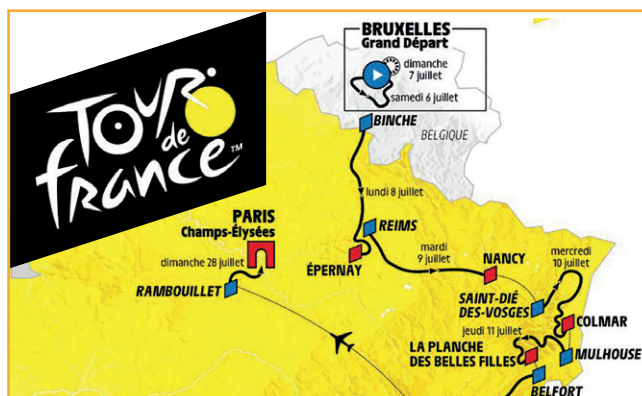 TOUR
de
france™
BRUXELLES
Grand Départ
dimanche
7 juillet
samedi 6 juillet
BINCHE
BELGIQUE
lundi 8 juillet
REIMS
ÉPERNAY
mardi
9 juillet
NANCY
mercredi
10 juillet
SAINT-DIÉ
DES-VOSGES
COLMAR
jeudi 11 juillet
LA PLANCHE
DES BELLES FILLES
MULHOUSE
BELFORT
PARIS
Champs-Élysées
dimanche 28 juillet
RAMBOUILLET